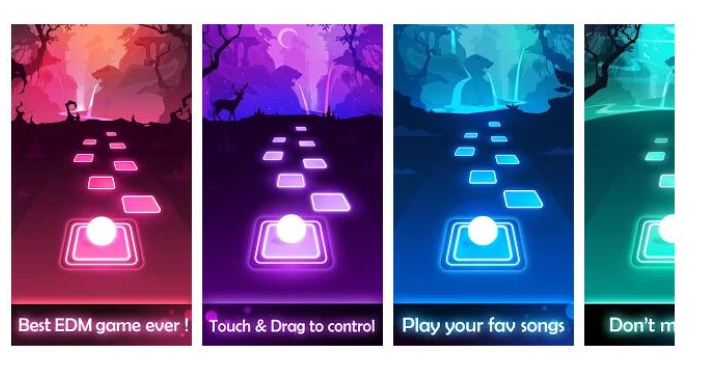 Best EDM game ever !
Touch & Drag to control
Play your fav songs
Don't